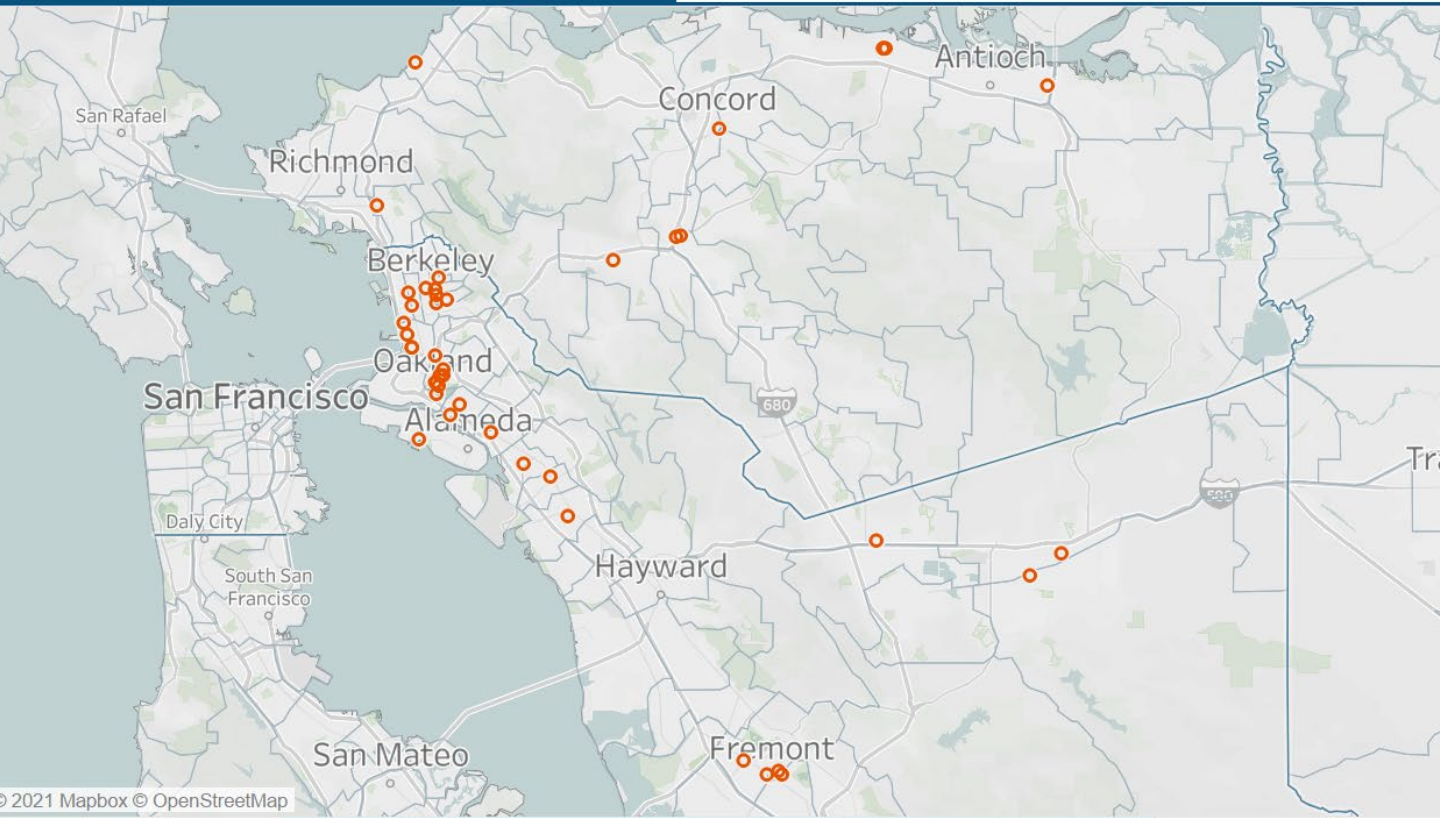 Antioch
Concord
San Rafael
Richmond
Berkeley
Oakland
San Francisco
Alameda
680
Tra
580
Daly City
Hayward
South San
Francisco
San Mateo
Fremont
© 2021 Mapbox © OpenStreetMap